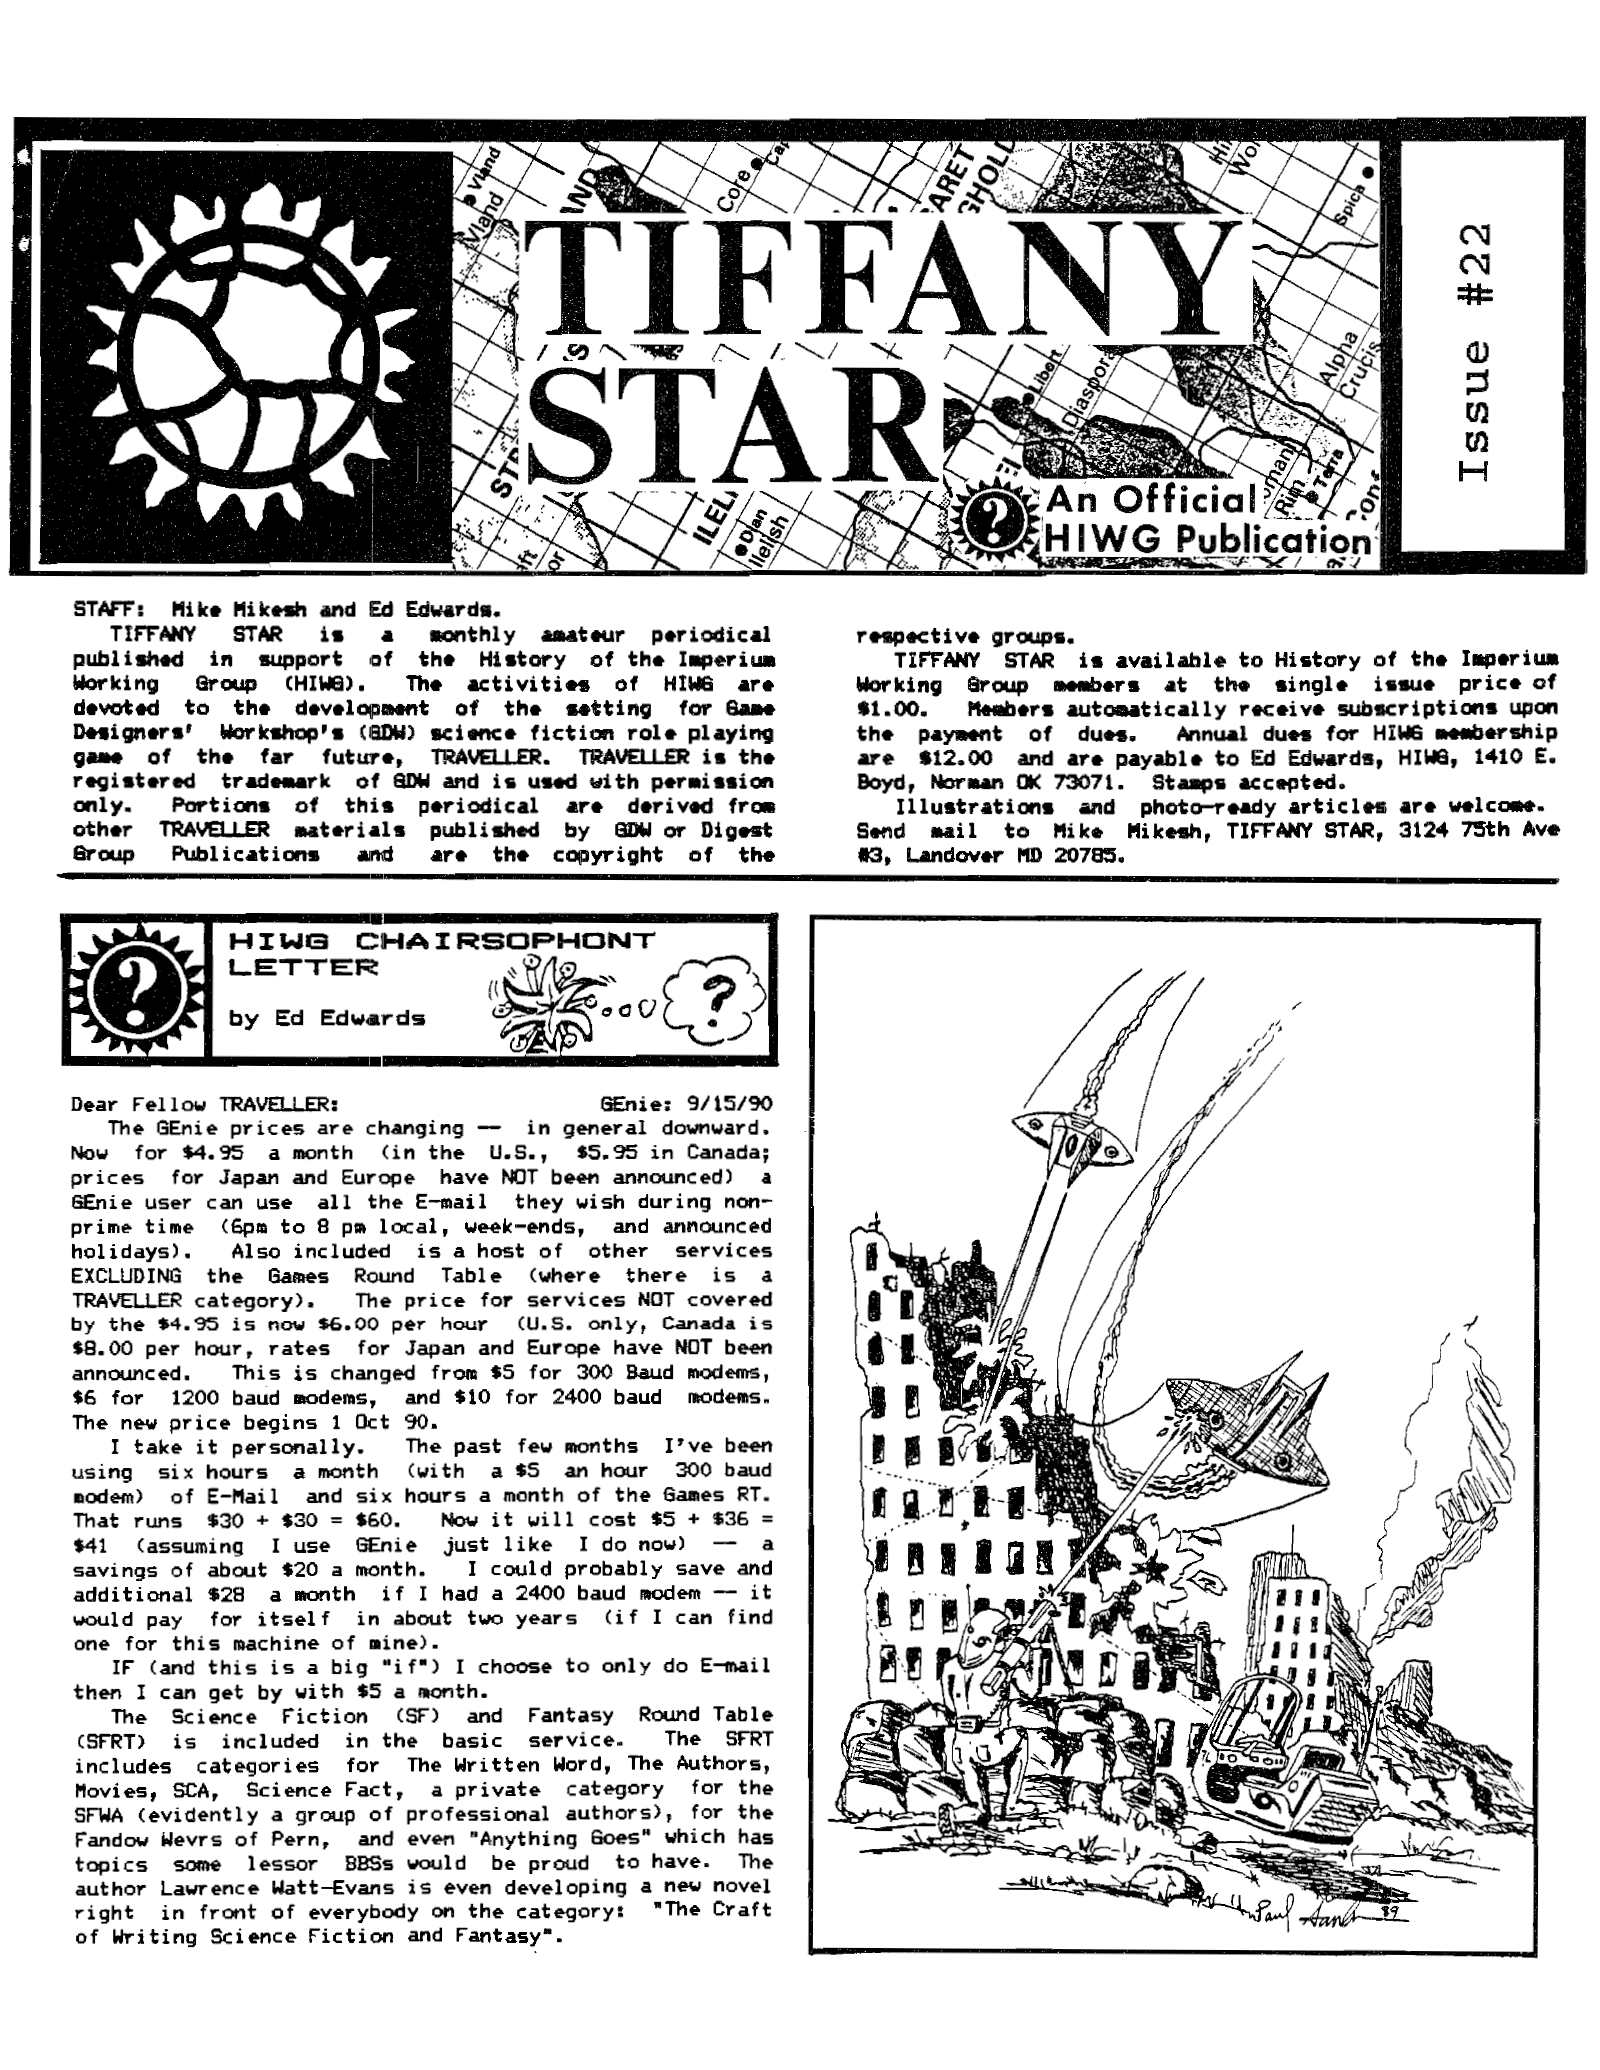 Vland
Vland
Core
Spica
TIFFANY
STAR
Issue #22
Libert
Diaspora
Alpha
Crucis
Dian
Ilelish
Rim
Terra
An Official
HIWG Publication
STAFF: Mike Mikesh and Ed Edwards.
TIFFANY STAR is a monthly amateur periodical
published in support of the History of the Imperium
Working Group (HIWG). The activities of HIWG are
devoted to the development of the setting for Game
Designers' Workshop's (GDW) science fiction role playing
game of the far future, TRAVELLER. TRAVELLER is the
registered trademark of GDW and is used with permission
only. Portions of this periodical are derived from
other TRAVELLER materials published by GDW or Digest
Group Publications and are the copyright of the
respective groups.
TIFFANY STAR is available to History of the Imperium
Working Group members at the single issue price of
$1.00. Members automatically receive subscriptions upon
the payment of dues. Annual dues for HIWG membership
are $12.00 and are payable to Ed Edwards, HIWG, 1410 E.
Boyd, Norman OK 73071. Stamps accepted.
Illustrations and photo-ready articles are welcome.
Send mail to Mike Mikesh, TIFFANY STAR, 3124 75th Ave
#3, Landover MD 20785.
HIWG CHAIRSOPHONT
LETTER
by Ed Edwards
Dear Fellow TRAVELLER: GEnie: 9/15/90
The GEnie prices are changing -- in general downward.
Now for $4.95 a month (in the U.S., $5.95 in Canada;
prices for Japan and Europe have NOT been announced) a
GEnie user can use all the E-mail they wish during non-
prime time (6pm to 8 pm local, week-ends, and announced
holidays). Also included is a host of other services
EXCLUDING the Games Round Table (where there is a
TRAVELLER category). The price for services NOT covered
by the $4.95 is now $6.00 per hour (U.S. only, Canada is
$8.00 per hour, rates for Japan and Europe have NOT been
announced. This is changed from $5 for 300 Baud modems,
$6 for 1200 baud modems, and $10 for 2400 baud modems.
The new price begins 1 Oct 90.
I take it personally. The past few months I've been
using six hours a month (with a $5 an hour 300 baud
modem) of E-Mail and six hours a month of the Games RT.
That runs $30 + $30 = $60. Now it will cost $5 + $36 =
$41 (assuming I use GEnie just like I do now) -- a
savings of about $20 a month. I could probably save and
additional $28 a month if I had a 2400 baud modem -- it
would pay for itself in about two years (if I can find
one for this machine of mine).
IF (and this is a big "if") I choose to only do E-mail
then I can get by with $5 a month.
The Science Fiction (SF) and Fantasy Round Table
(SFRT) is included in the basic service. The SFRT
includes categories for The Written Word, The Authors,
Movies, SCA, Science Fact, a private category for the
SFWA (evidently a group of professional authors), for the
Fandow Wevrs of Pern, and even "Anything Goes" which has
topics some lessor BBSs would be proud to have. The
author Lawrence Watt-Evans is even developing a new novel
right in front of everybody on the category: "The Craft
of Writing Science Fiction and Fantasy".
Paul
89